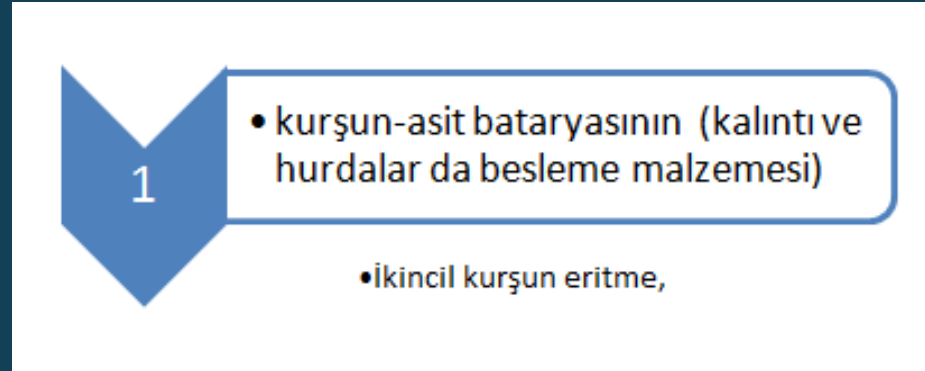 1
• kurşun-asit bataryasının (kalıntı ve
hurdalar da besleme malzemesi)
•İkincil kurşun eritme,